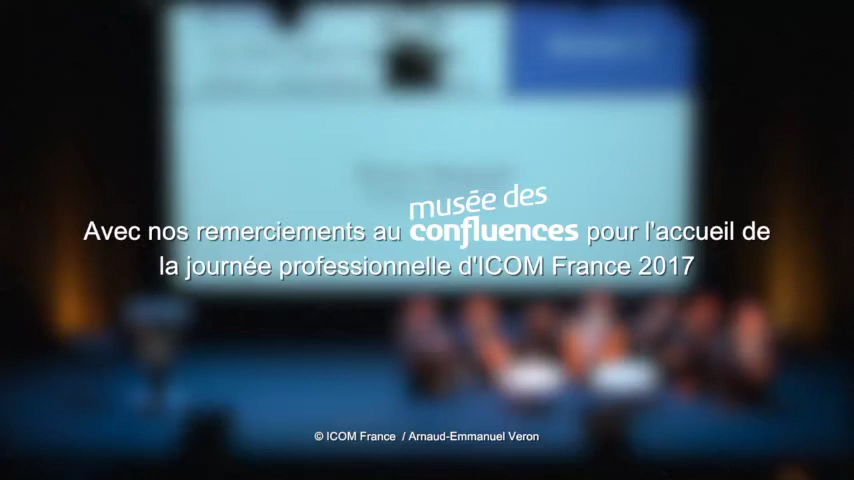 Avec nos remerciements au musée des confluences pour l'accueil de
la journée professionnelle d'ICOM France 2017
© ICOM France / Arnaud-Emmanuel Veron